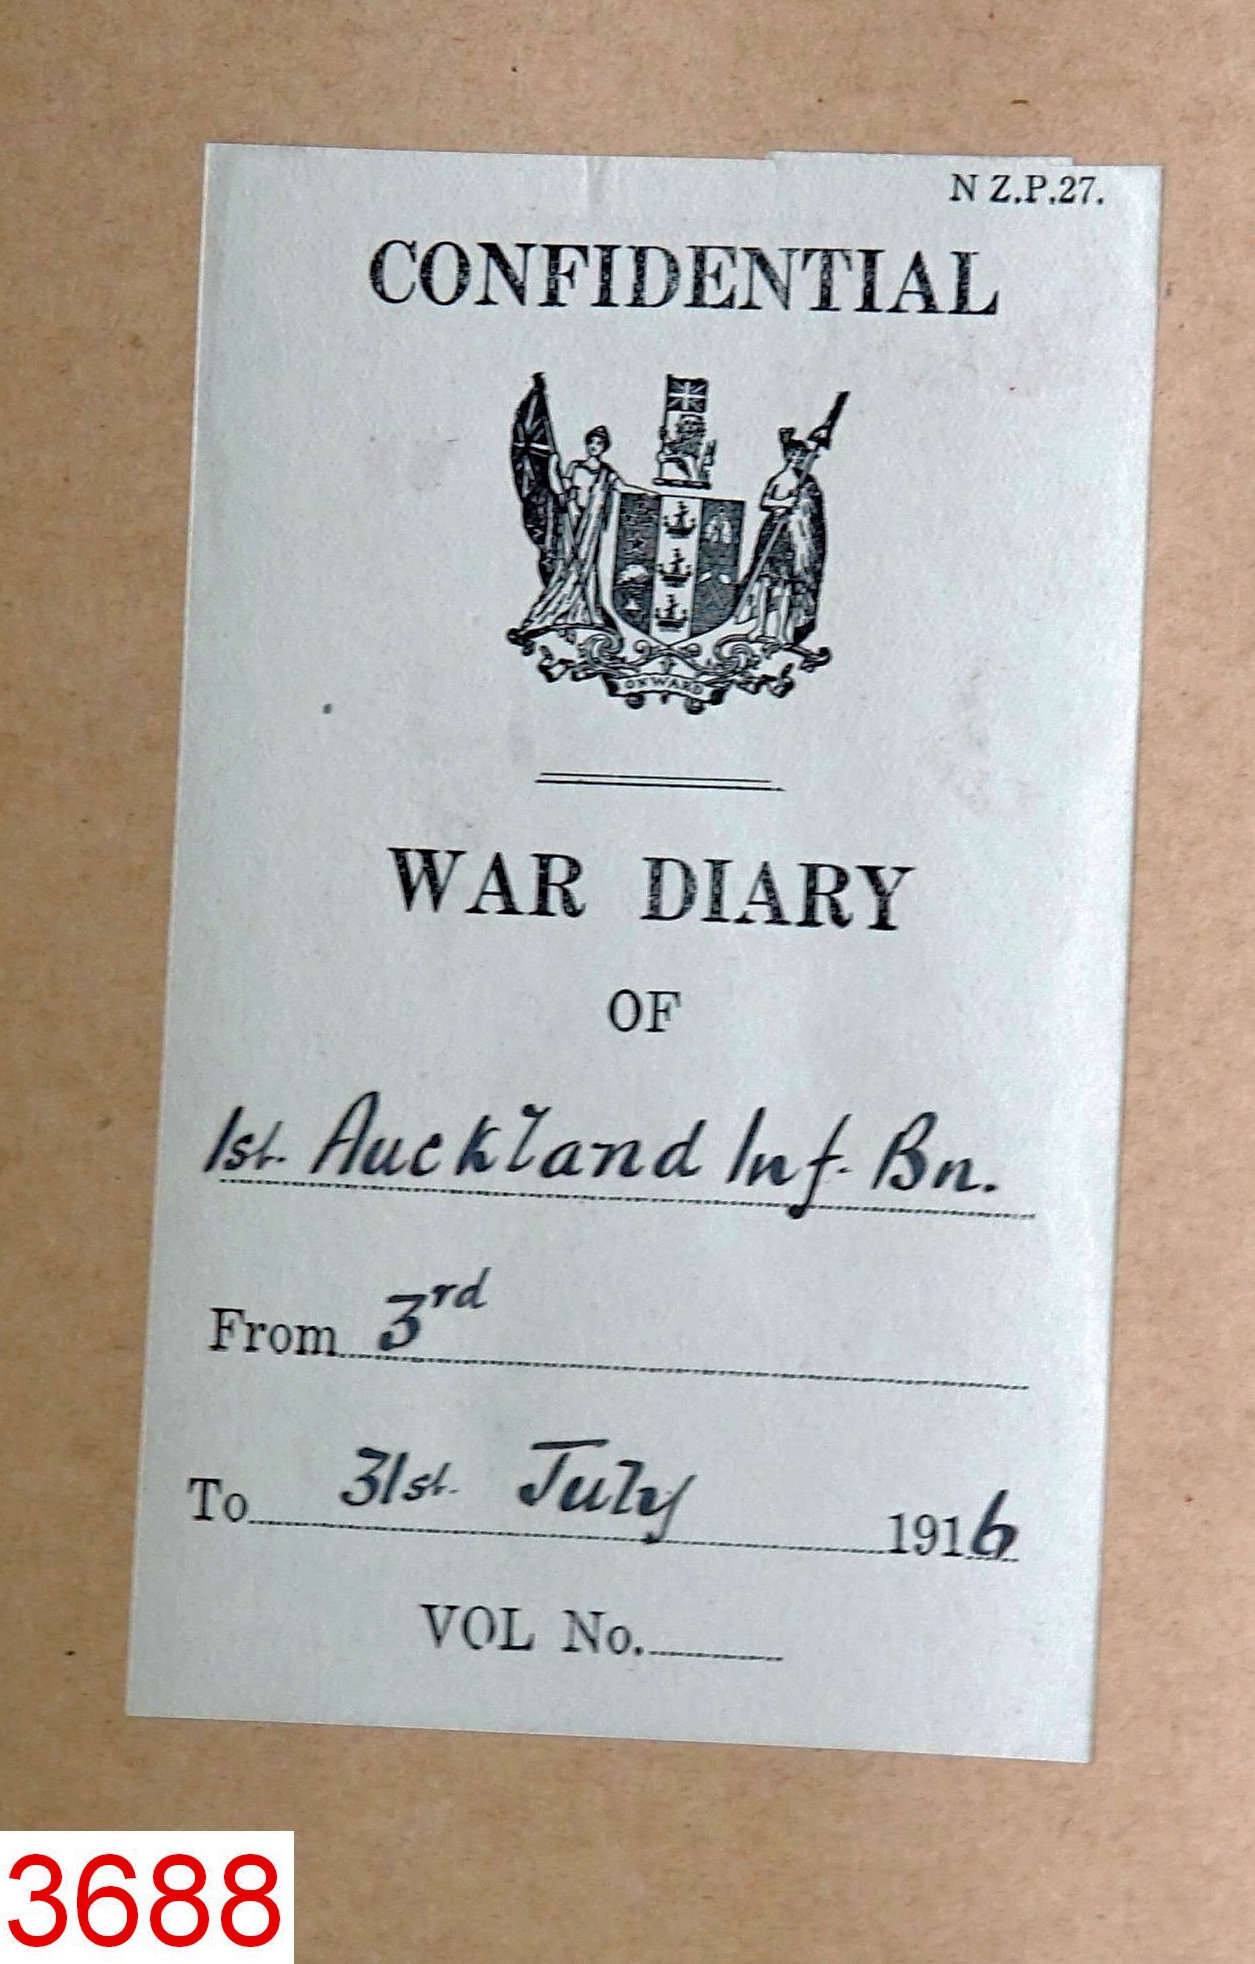 N Z.P.27.
CONFIDENTIAL
ONWARD
WAR DIARY
OF
1st. Auckland Inf. Bn.
From 3rd
To 31st. July 1916
VOL No.
3688